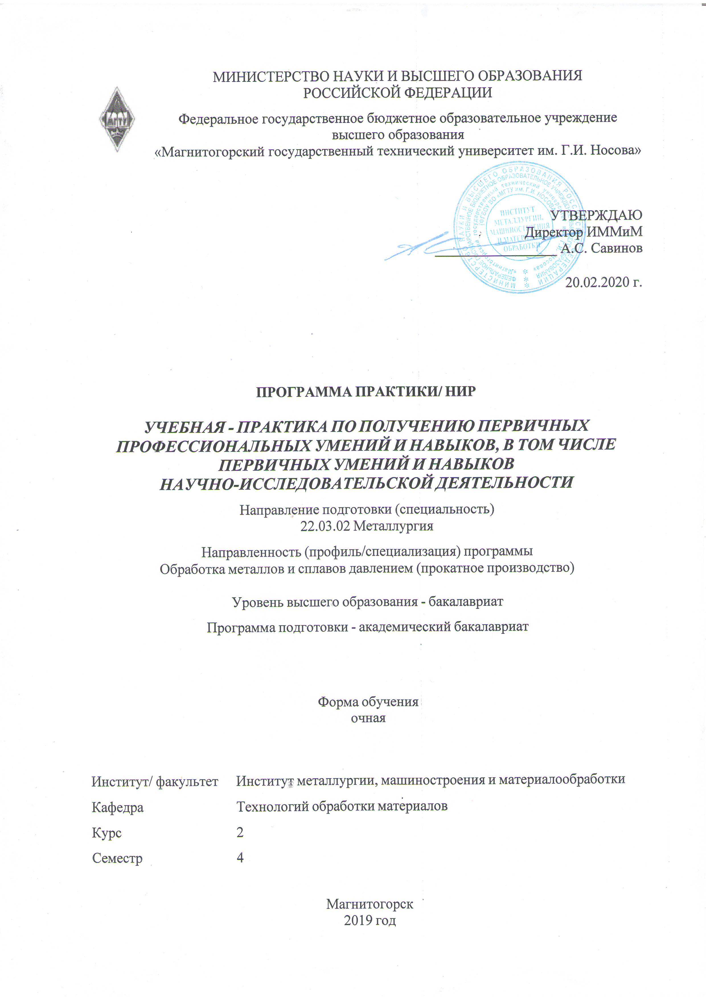 МИНИСТЕРСТВО НАУКИ И ВЫСШЕГО ОБРАЗОВАНИЯ
РОССИЙСКОЙ ФЕДЕРАЦИИ
Федеральное государственное бюджетное образовательное учреждение
высшего образования
«Магнитогорский государственный технический университет им. Г.И. Носова»
МИНИСТЕРСТВО НАУКИ И ВЫСШЕГО ОБРАЗОВАНИЯ РОССИЙСКОЙ ФЕДЕРАЦИИ
ФЕДЕРАЛЬНОЕ ГОСУДАРСТВЕННОЕ БЮДЖЕТНОЕ ОБРАЗОВАТЕЛЬНОЕ УЧРЕЖДЕНИЕ ВЫСШЕГО ОБРАЗОВАНИЯ
«Магнитогорский государственный технический университет им. Г.И. Носова»
(ФГБОУ ВО «МГТУ им. Г.И. НОСОВА»)
ИНСТИТУТ
МЕТАЛЛУРГИИ,
МАШИНОСТРОЕНИЯ
ОБРАБОТКИ
УТВЕРЖДАЮ
Директор ИММиМ
А.С. Савинов
20.02.2020 г.
ПРОГРАММА ПРАКТИКИ/ НИР
УЧЕБНАЯ - ПРАКТИКА ПО ПОЛУЧЕНИЮ ПЕРВИЧНЫХ
ПРОФЕССИОНАЛЬНЫХ УМЕНИЙ И НАВЫКОВ, В ТОМ ЧИСЛЕ
ПЕРВИЧНЫХ УМЕНИЙ И НАВЫКОВ
НАУЧНО-ИССЛЕДОВАТЕЛЬСКОЙ ДЕЯТЕЛЬНОСТИ
Направление подготовки (специальность)
22.03.02 Металлургия
Направленность (профиль/специализация) программы
Обработка металлов и сплавов давлением (прокатное производство)
Уровень высшего образования - бакалавриат
Программа подготовки - академический бакалавриат
Форма обучения
очная
Институт/ факультет Институт металлургии, машиностроения и материалообработки
Кафедра Технологий обработки материалов
Курс 2
Семестр 4
Магнитогорск
2019 год